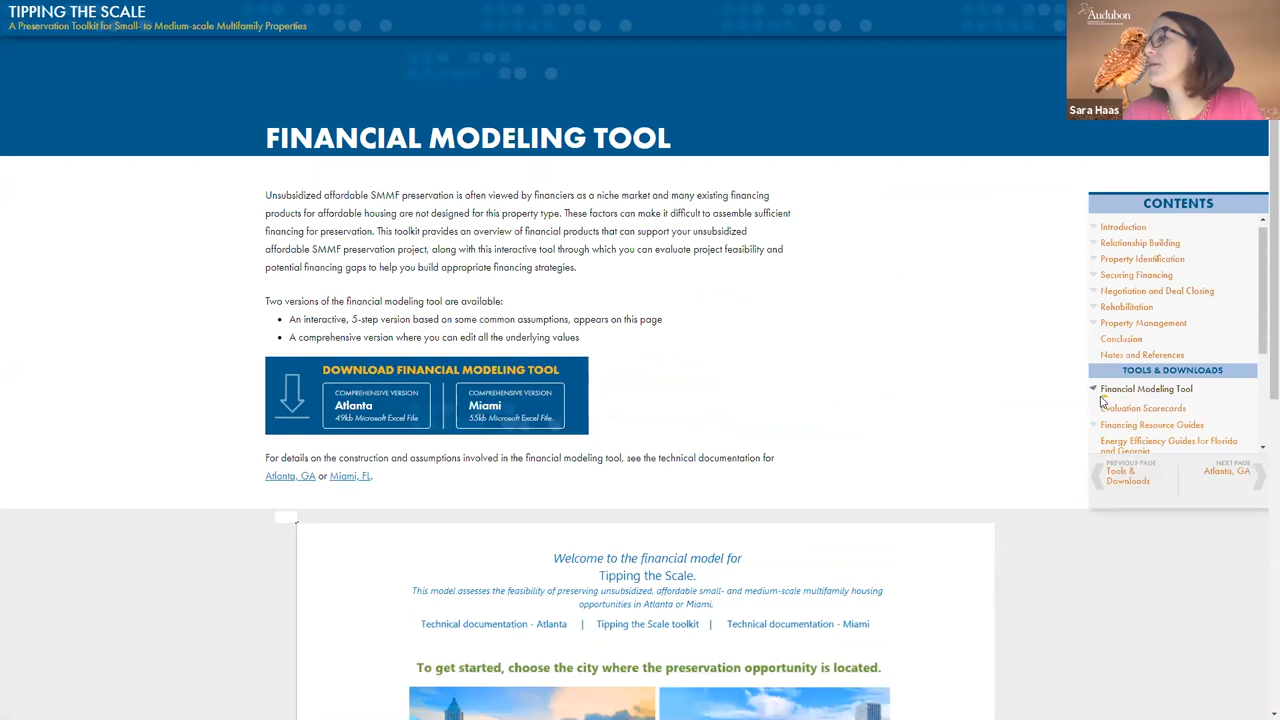 TIPPING THE SCALE
A Preservation Toolkit for Small- to Medium-scale Multifamily Properties
Audubon
Sara Haas
FINANCIAL MODELING TOOL
Unsubsidized affordable SMMF preservation is often viewed by financiers as a niche market and many existing financing
products for affordable housing are not designed for this property type. These factors can make it difficult to assemble sufficient
financing for preservation. This toolkit provides an overview of financial products that can support your unsubsidized
affordable SMMF preservation project, along with this interactive tool through which you can evaluate project feasibility and
potential financing gaps to help you build appropriate financing strategies.
Two versions of the financial modeling tool are available:
• An interactive, 5-step version based on some common assumptions, appears on this page
• A comprehensive version where you can edit all the underlying values
DOWNLOAD FINANCIAL MODELING TOOL
COMPREHENSIVE VERSION
Atlanta
49kb Microsoft Excel File
COMPREHENSIVE VERSION
Miami
55kb Microsoft Excel File
For details on the construction and assumptions involved in the financial modeling tool, see the technical documentation for
Atlanta, GA or Miami, FL.
CONTENTS
Introduction
Relationship Building
Property Identification
Securing Financing
Negotiation and Deal Closing
Rehabilitation
Property Management
Conclusion
Notes and References
TOOLS & DOWNLOADS
Financial Modeling Tool
Evaluation Scorecards
Financing Resource Guides
Energy Efficiency Guides for Florida
and Georgia
PREVIOUS PAGE
Tools &
Downloads
NEXT PAGE
Atlanta, GA
Welcome to the financial model for
Tipping the Scale.
This model assesses the feasibility of preserving unsubsidized, affordable small- and medium-scale multifamily housing
opportunities in Atlanta or Miami.
Technical documentation - Atlanta | Tipping the Scale toolkit | Technical documentation - Miami
To get started, choose the city where the preservation opportunity is located.